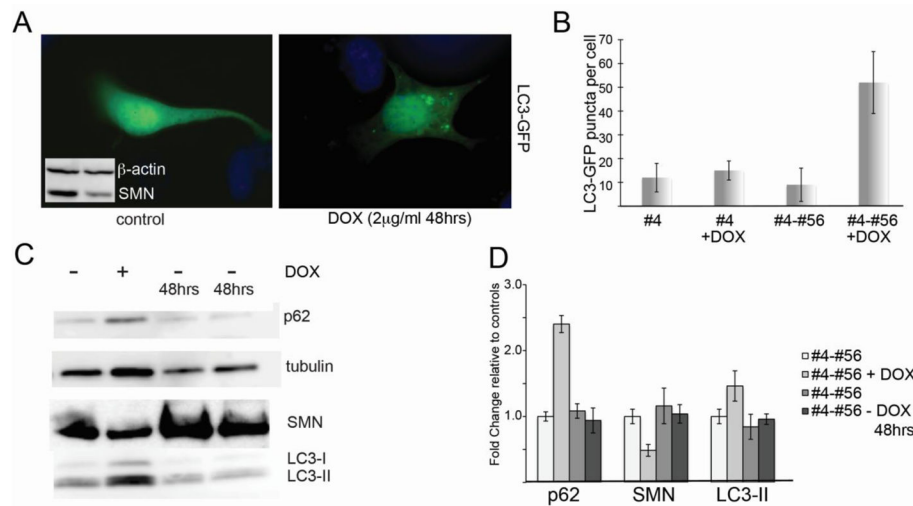 A
LC3-GFP
β-actin
SMN
control
DOX (2μg/ml 48hrs)
B
LC3-GFP puncta per cell
70
60
50
40
30
20
10
#4
#4
+DOX
#4-#56
#4-#56
+DOX
C
- + - - DOX
48hrs 48hrs
p62
tubulin
SMN
LC3-I
LC3-II
D
Fold Change relative to controls
3.0
2.0
1.0
p62 SMN LC3-II
#4-#56
#4-#56 + DOX
#4-#56
#4-#56 - DOX
48hrs